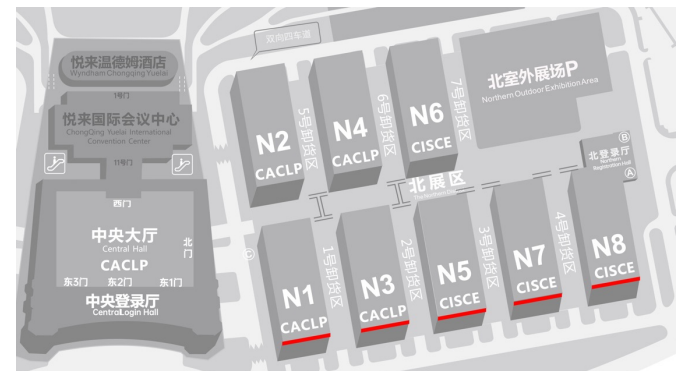 双向四车道
悦来温德姆酒店
Wyndham Chongqing Yuelai
1号门
悦来国际会议中心
ChongQing Yuelai International
Convention Center
11号门
西门
中央大厅
Central Hall
CACLP
北门
东3门
东2门
东1门
中央登录厅
CentralLogin Hall
N2
CACLP
5号卸货区
N4
CACLP
6号卸货区
N6
CISCE
7号卸货区
北室外展场P
Northern Outdoor Exhibition Area
B
北登录厅
Northern
Registration Hall
A
北展区
C
N1
CACLP
1号卸货区
N3
CACLP
2号卸货区
N5
CISCE
3号卸货区
N7
CISCE
4号卸货区
N8
CISCE